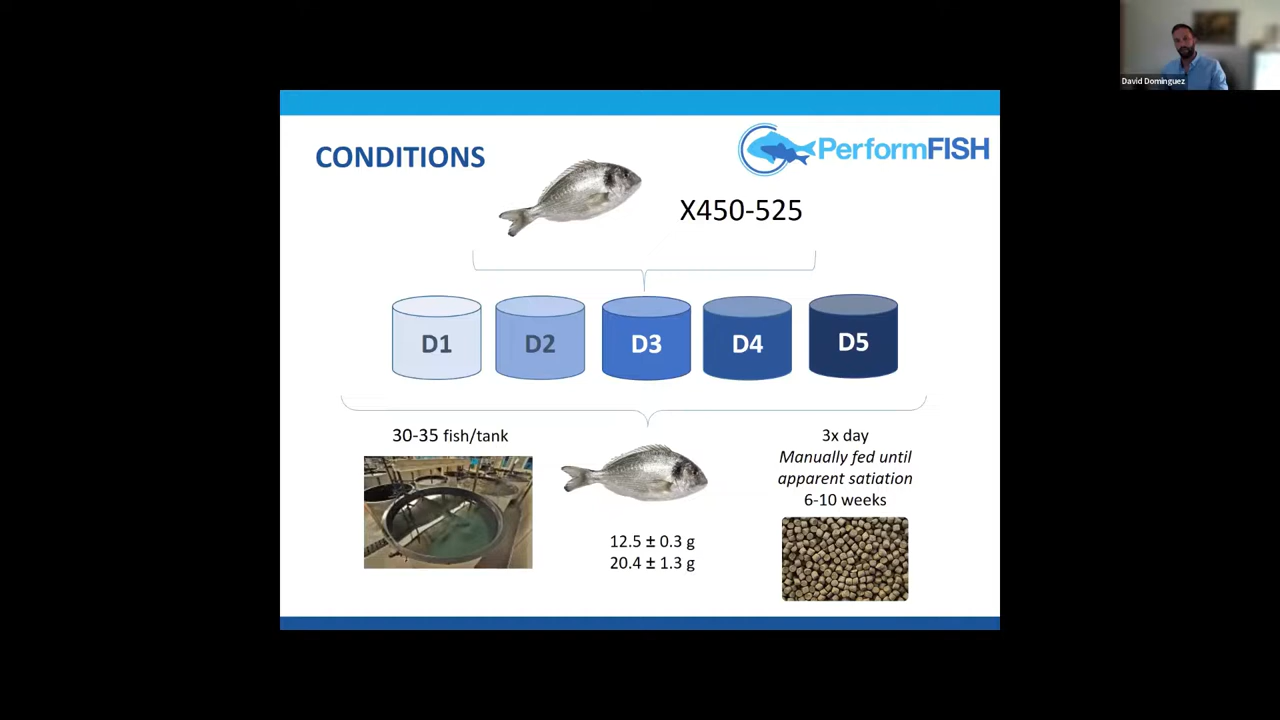 David Dominguez
CONDITIONS
PerformFISH
X450-525
D1
D2
D3
D4
D5
30-35 fish/tank
12.5 ± 0.3 g
20.4 ± 1.3 g
3x day
Manually fed until
apparent satiation
6-10 weeks